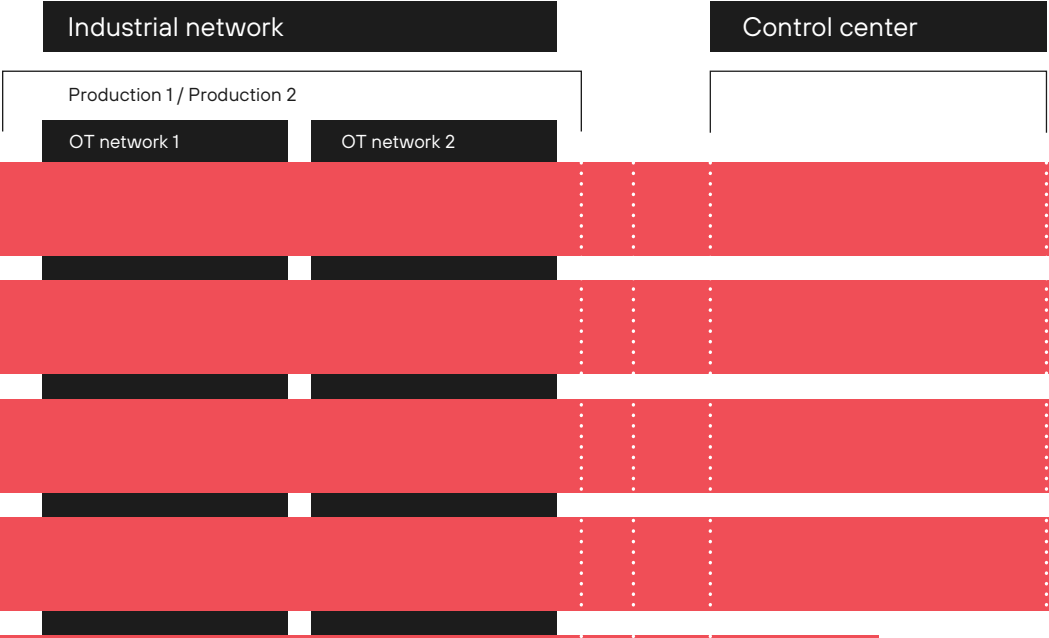 Industrial network
Control center
Production 1 / Production 2
OT network 1
OT network 2